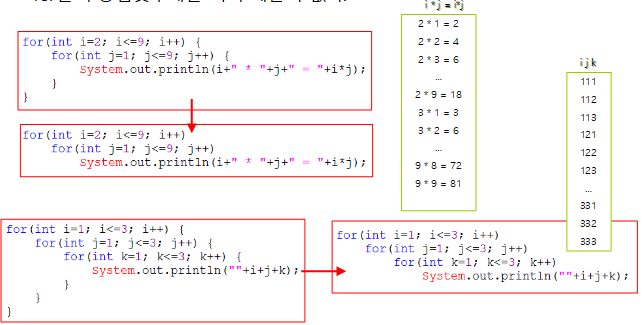 i * j = i*j
for(int i=2; i<=9; i++) {
for(int j=1; j<=9; j++) {
System.out.println(i+" * "+j+" = "+i*j);
}
}
for(int i=2; i<=9; i++)
for(int j=1; j<=9; j++)
System.out.println(i+" * "+j+" = "+i*j);
2 * 1 = 2
2 * 2 = 4
2 * 3 = 6
...
2 * 9 = 18
3 * 1 = 3
3 * 2 = 6
...
9 * 8 = 72
9 * 9 = 81
i j k
111
112
113
121
122
123
...
331
332
333
for(int i=1; i<=3; i++) {
for(int j=1; j<=3; j++) {
for(int k=1; k<=3; k++) {
System.out.println(""+i+j+k);
}
}
}
for(int i=1; i<=3; i++)
for(int j=1; j<=3; j++)
for(int k=1; k<=3; k++)
System.out.println(""+i+j+k);